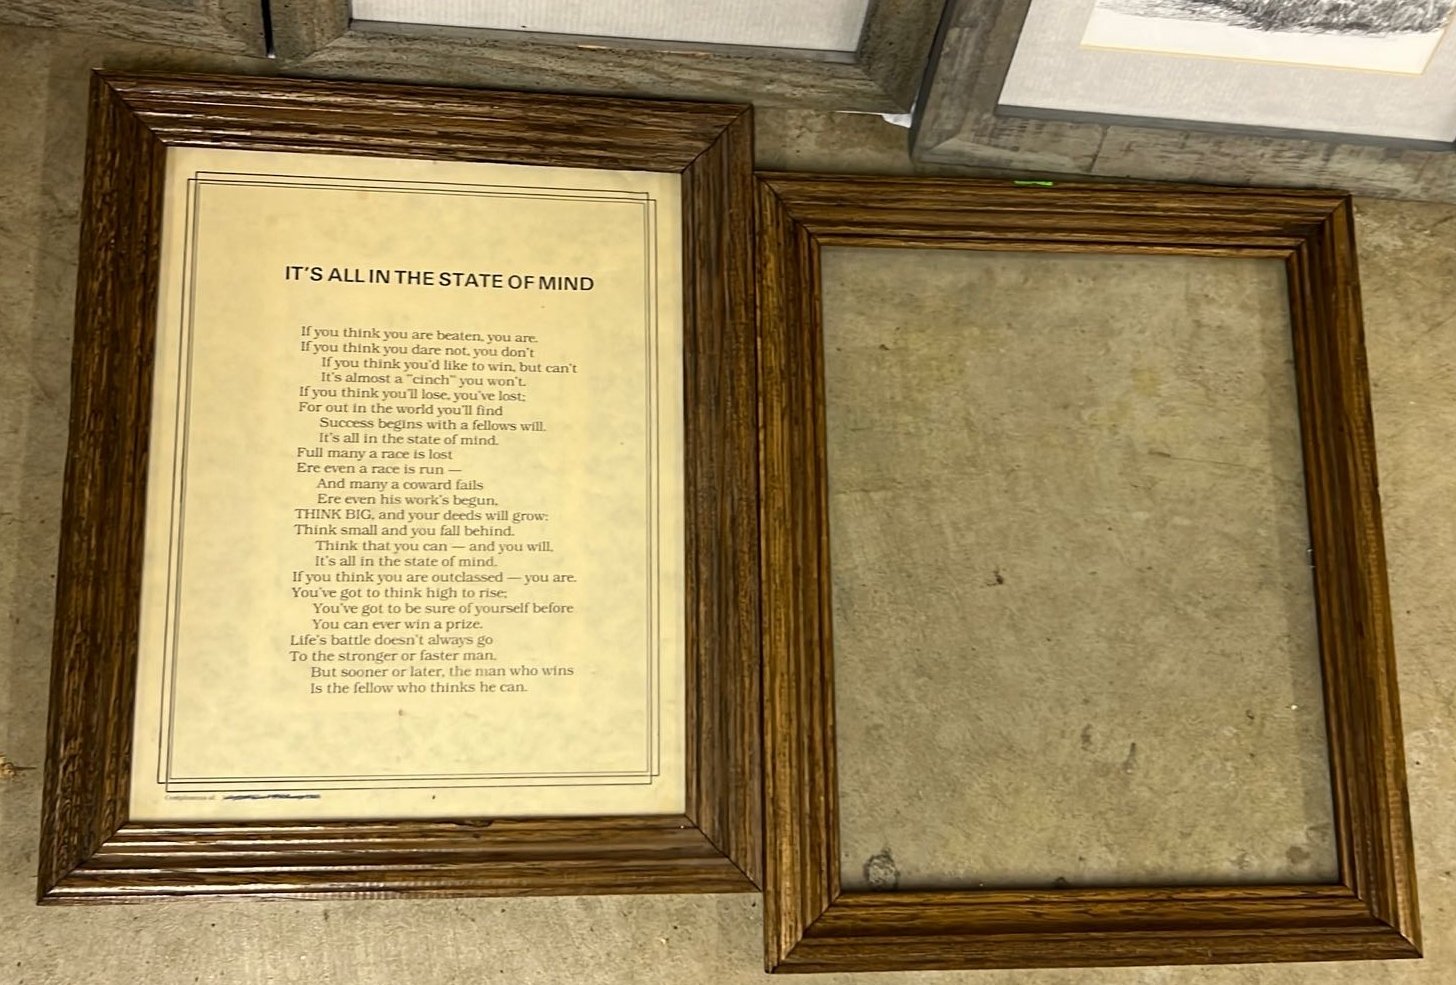 IT'S ALL IN THE STATE OF MIND
If you think you are beaten, you are.
If you think you dare not, you don't
If you think you'd like to win, but can't
It's almost a "cinch" you won't.
If you think you'll lose, you've lost;
For out in the world you'll find
Success begins with a fellows will.
It's all in the state of mind.
Full many a race is lost
Ere even a race is run —
And many a coward fails
Ere even his work's begun.
THINK BIG, and your deeds will grow;
Think small and you fall behind.
Think that you can — and you will,
It's all in the state of mind.
If you think you are outclassed — you are.
You've got to think high to rise;
You've got to be sure of yourself before
You can ever win a prize.
Life's battle doesn't always go
To the stronger or faster man.
But sooner or later, the man who wins
Is the fellow who thinks he can.